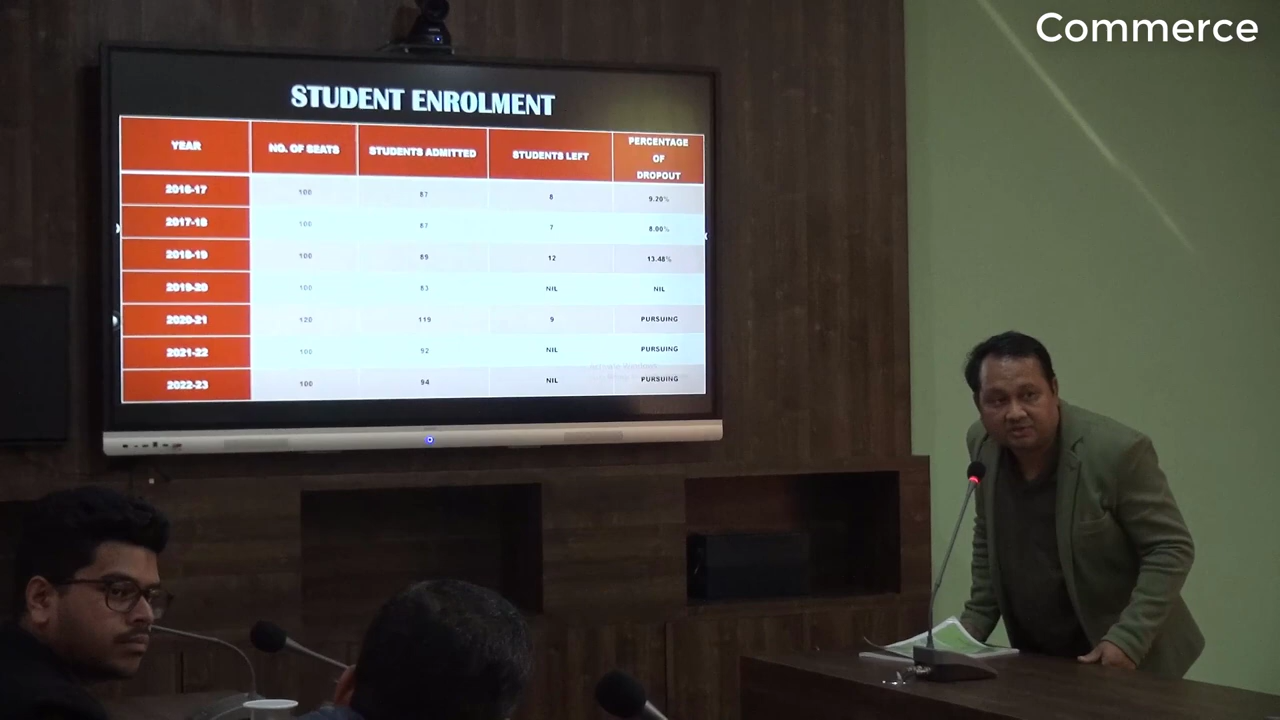 Commerce
STUDENT ENROLMENT
YEAR NO. OF SEATS STUDENTS ADMITTED STUDENTS LEFT PERCENTAGE OF DROPOUT
2016-17 100 87 8 9.20%
2017-18 100 87 7 8.00%
2018-19 100 89 12 13.48%
2019-20 100 83 NIL NIL
2020-21 120 119 9 PURSUING
2021-22 100 92 NIL PURSUING
2022-23 100 94 NIL PURSUING
Activate Windows